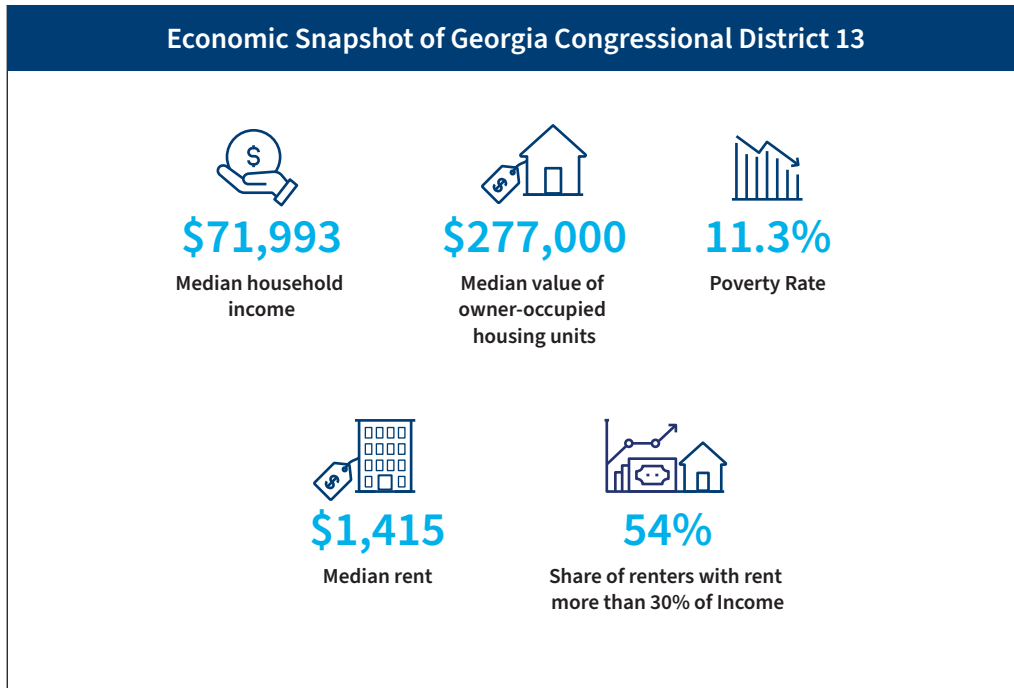 Economic Snapshot of Georgia Congressional District 13
$
$71,993
Median household
income
$
$277,000
Median value of
owner-occupied
housing units
11.3%
Poverty Rate
$
$1,415
Median rent
54%
Share of renters with rent
more than 30% of Income